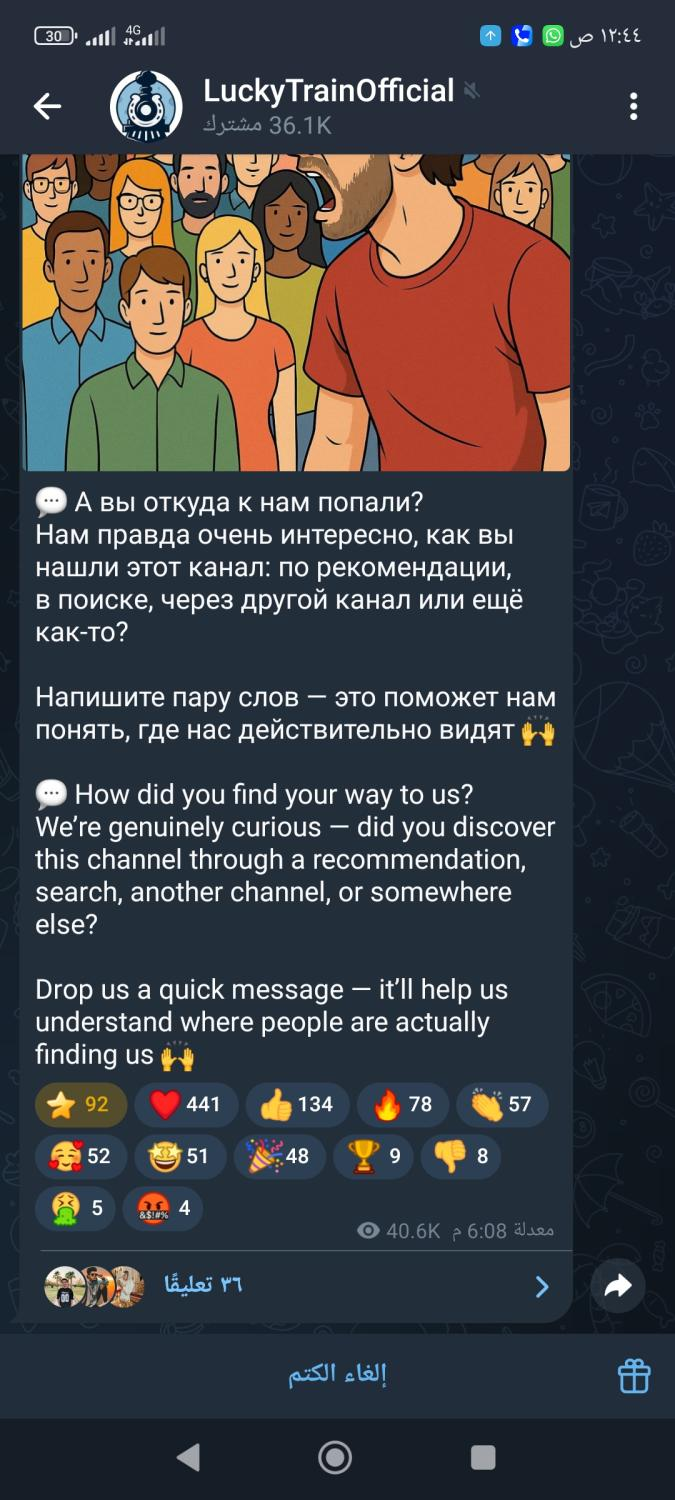 30 4G ١٢:٤٤ ص
LuckyTrainOfficial
36.1K مشترك
💬 А вы откуда к нам попали?
Нам правда очень интересно, как вы
нашли этот канал: по рекомендации,
в поиске, через другой канал или ещё
как-то?
Напишите пару слов — это поможет нам
понять, где нас действительно видят 🙌
💬 How did you find your way to us?
We’re genuinely curious — did you discover
this channel through a recommendation,
search, another channel, or somewhere
else?
Drop us a quick message — it’ll help us
understand where people are actually
finding us 🙌
⭐ 92 ❤️ 441 👍 134 🔥 78 👏 57
🥰 52 🤩 51 🎉 48 🏆 9 👎 8
🤮 5 🤬 4
40.6K معدلة 6:08 م
٣٦ تعليقًا
إلغاء الكتم